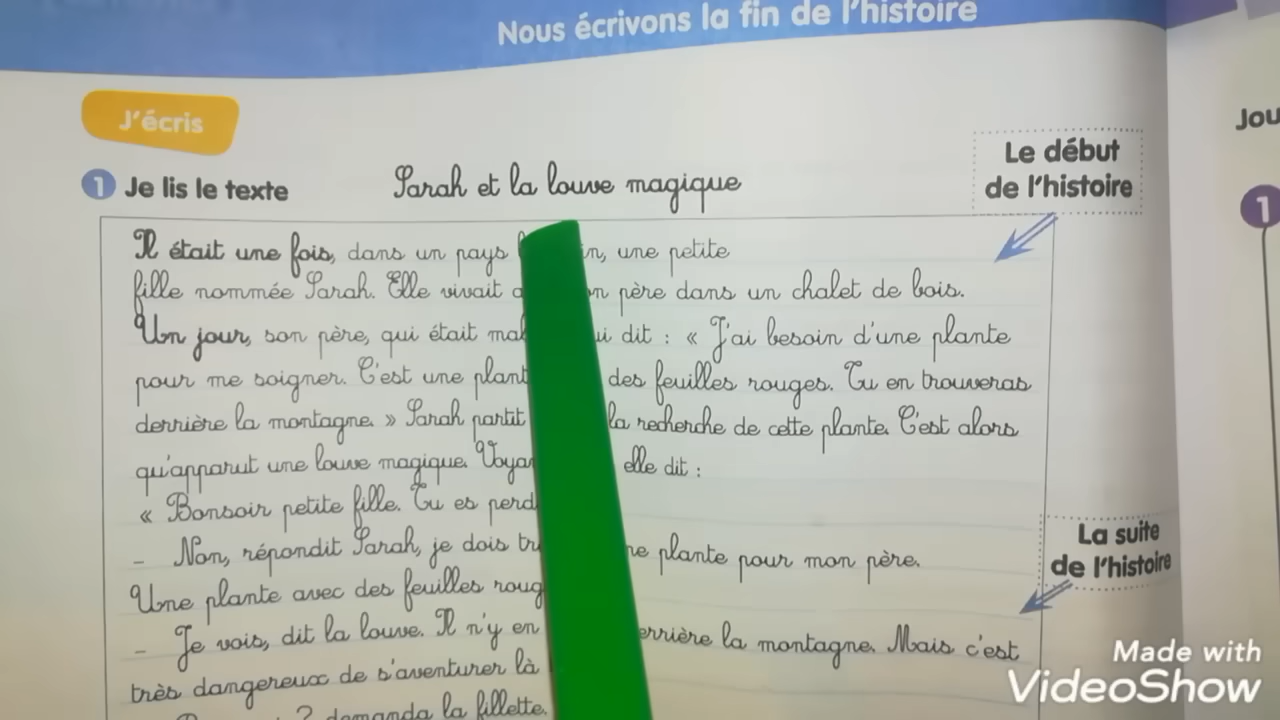 Nous écrivons la fin de l'histoire
J'écris
1 Je lis le texte
Sarah et la louve magique
Le début
de l'histoire
Il était une fois, dans un pays une petite
fille nommée Sarah. Elle vivait père dans un chalet de bois.
Un jour, son père, qui était dit : « J'ai besoin d'une plante
pour me soigner. C'est une des feuilles rouges. Tu en trouveras
derrière la montagne. » Sarah partit la recherche de cette plante. C'est alors
qu'apparut une louve magique. elle dit :
« Bonsoir petite fille. Tu es
– Non, répondit Sarah, je dois plante pour mon père.
Une plante avec des feuilles
– Je vois, dit la louve. Il n'y en la montagne. Mais c'est
très dangereux de s'aventurer là
? demanda la fillette.
La suite
de l'histoire
Jou
1
Made with
VideoShow